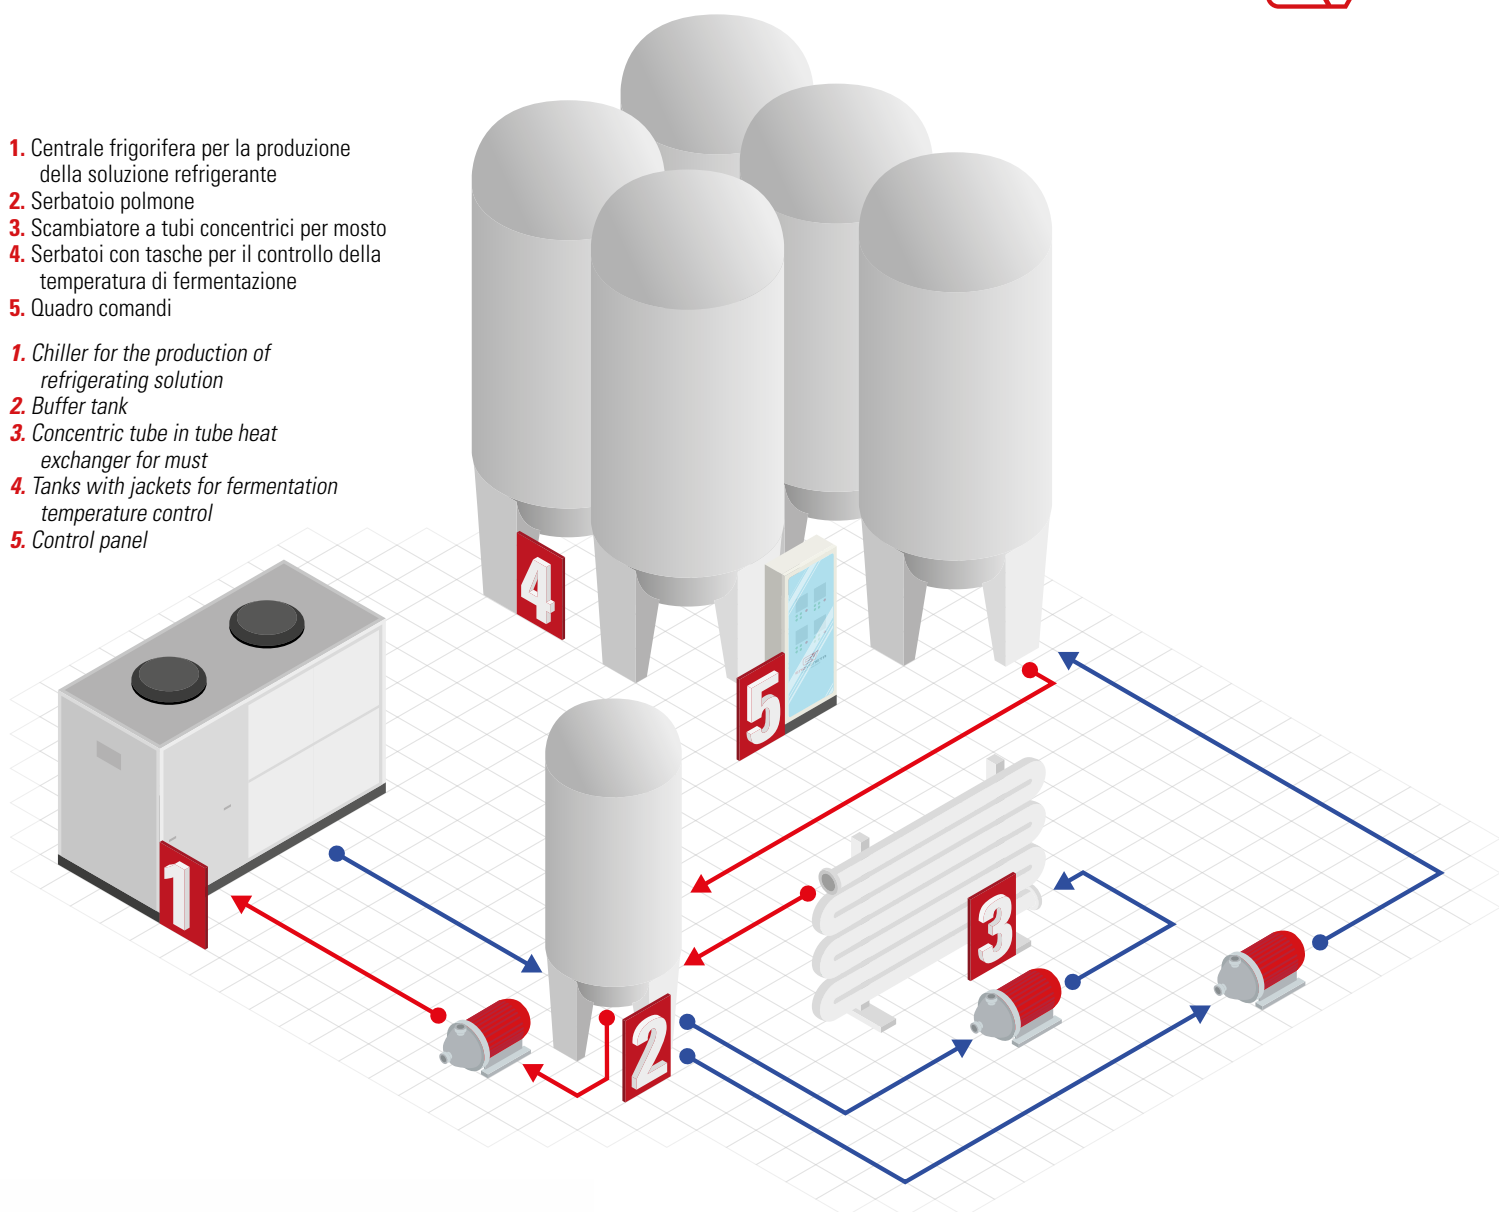 1. Centrale frigorifera per la produzione
della soluzione refrigerante
2. Serbatoio polmone
3. Scambiatore a tubi concentrici per mosto
4. Serbatoi con tasche per il controllo della
temperatura di fermentazione
5. Quadro comandi
1. Chiller for the production of
refrigerating solution
2. Buffer tank
3. Concentric tube in tube heat
exchanger for must
4. Tanks with jackets for fermentation
temperature control
5. Control panel
4
5
1
3
2